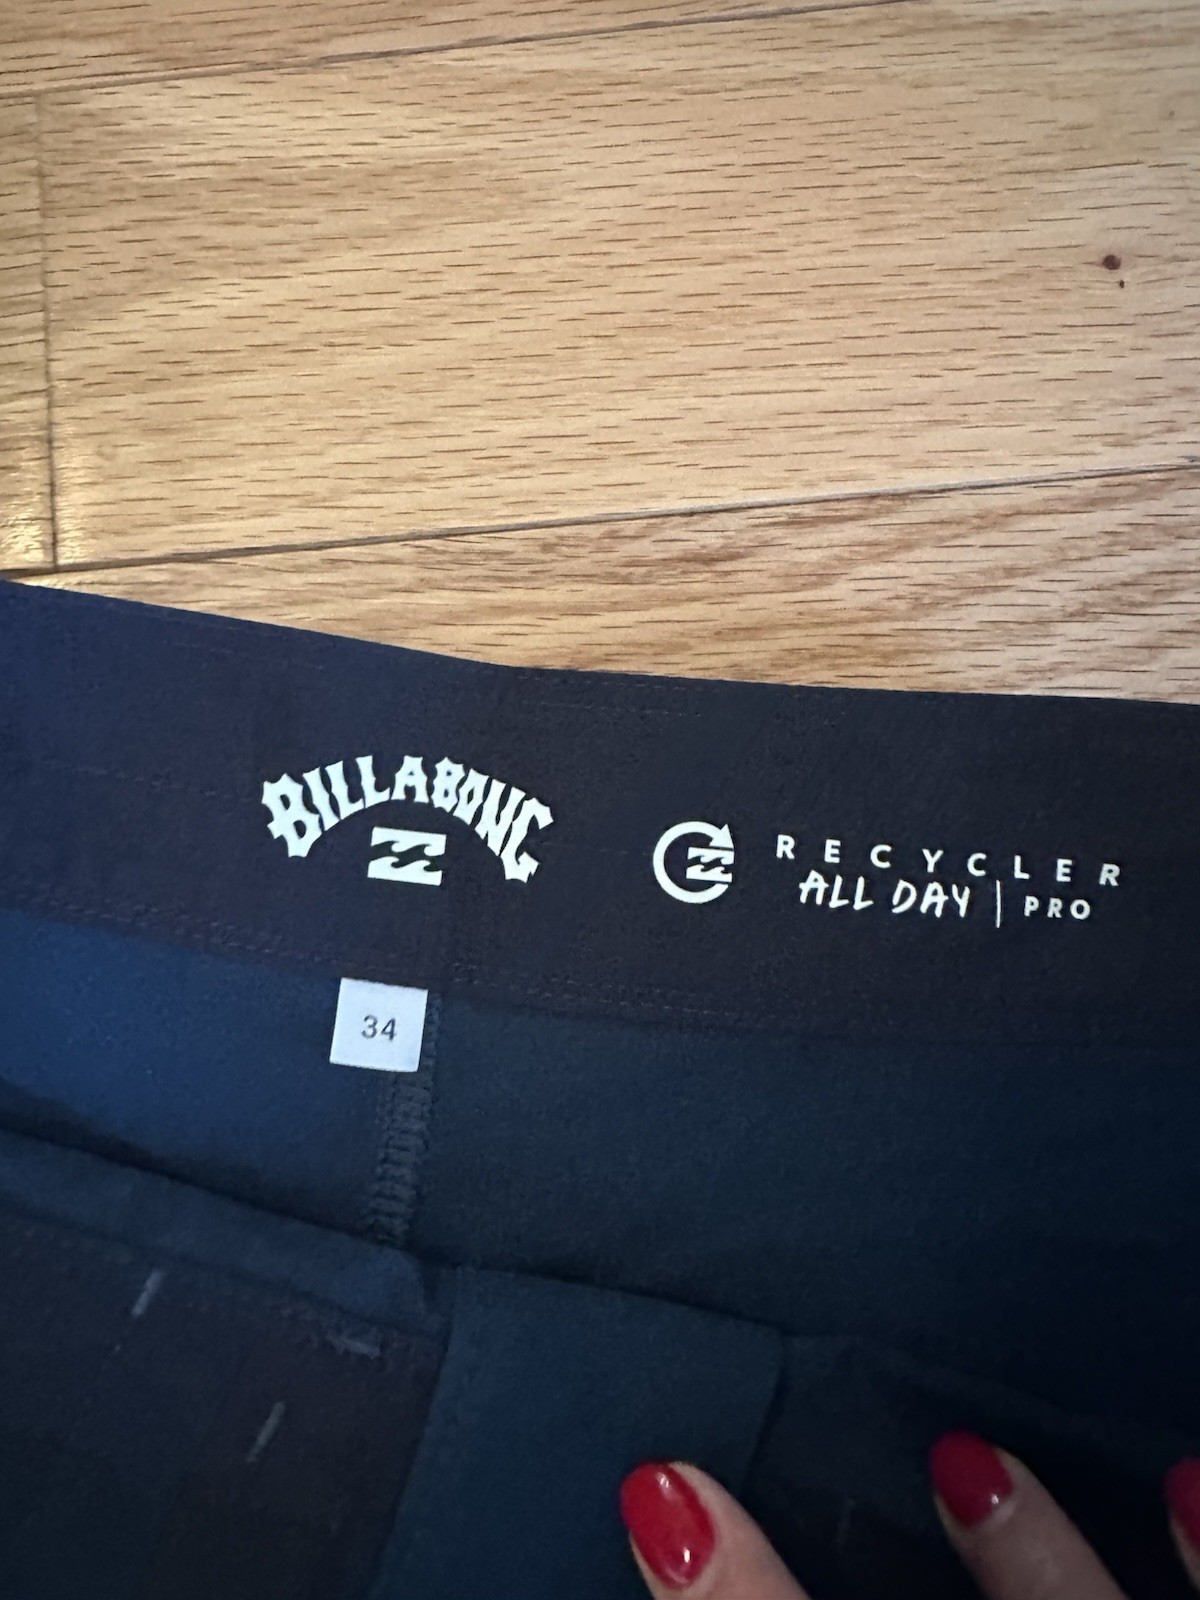 BILLABONG
RECYCLER
ALL DAY | PRO
34